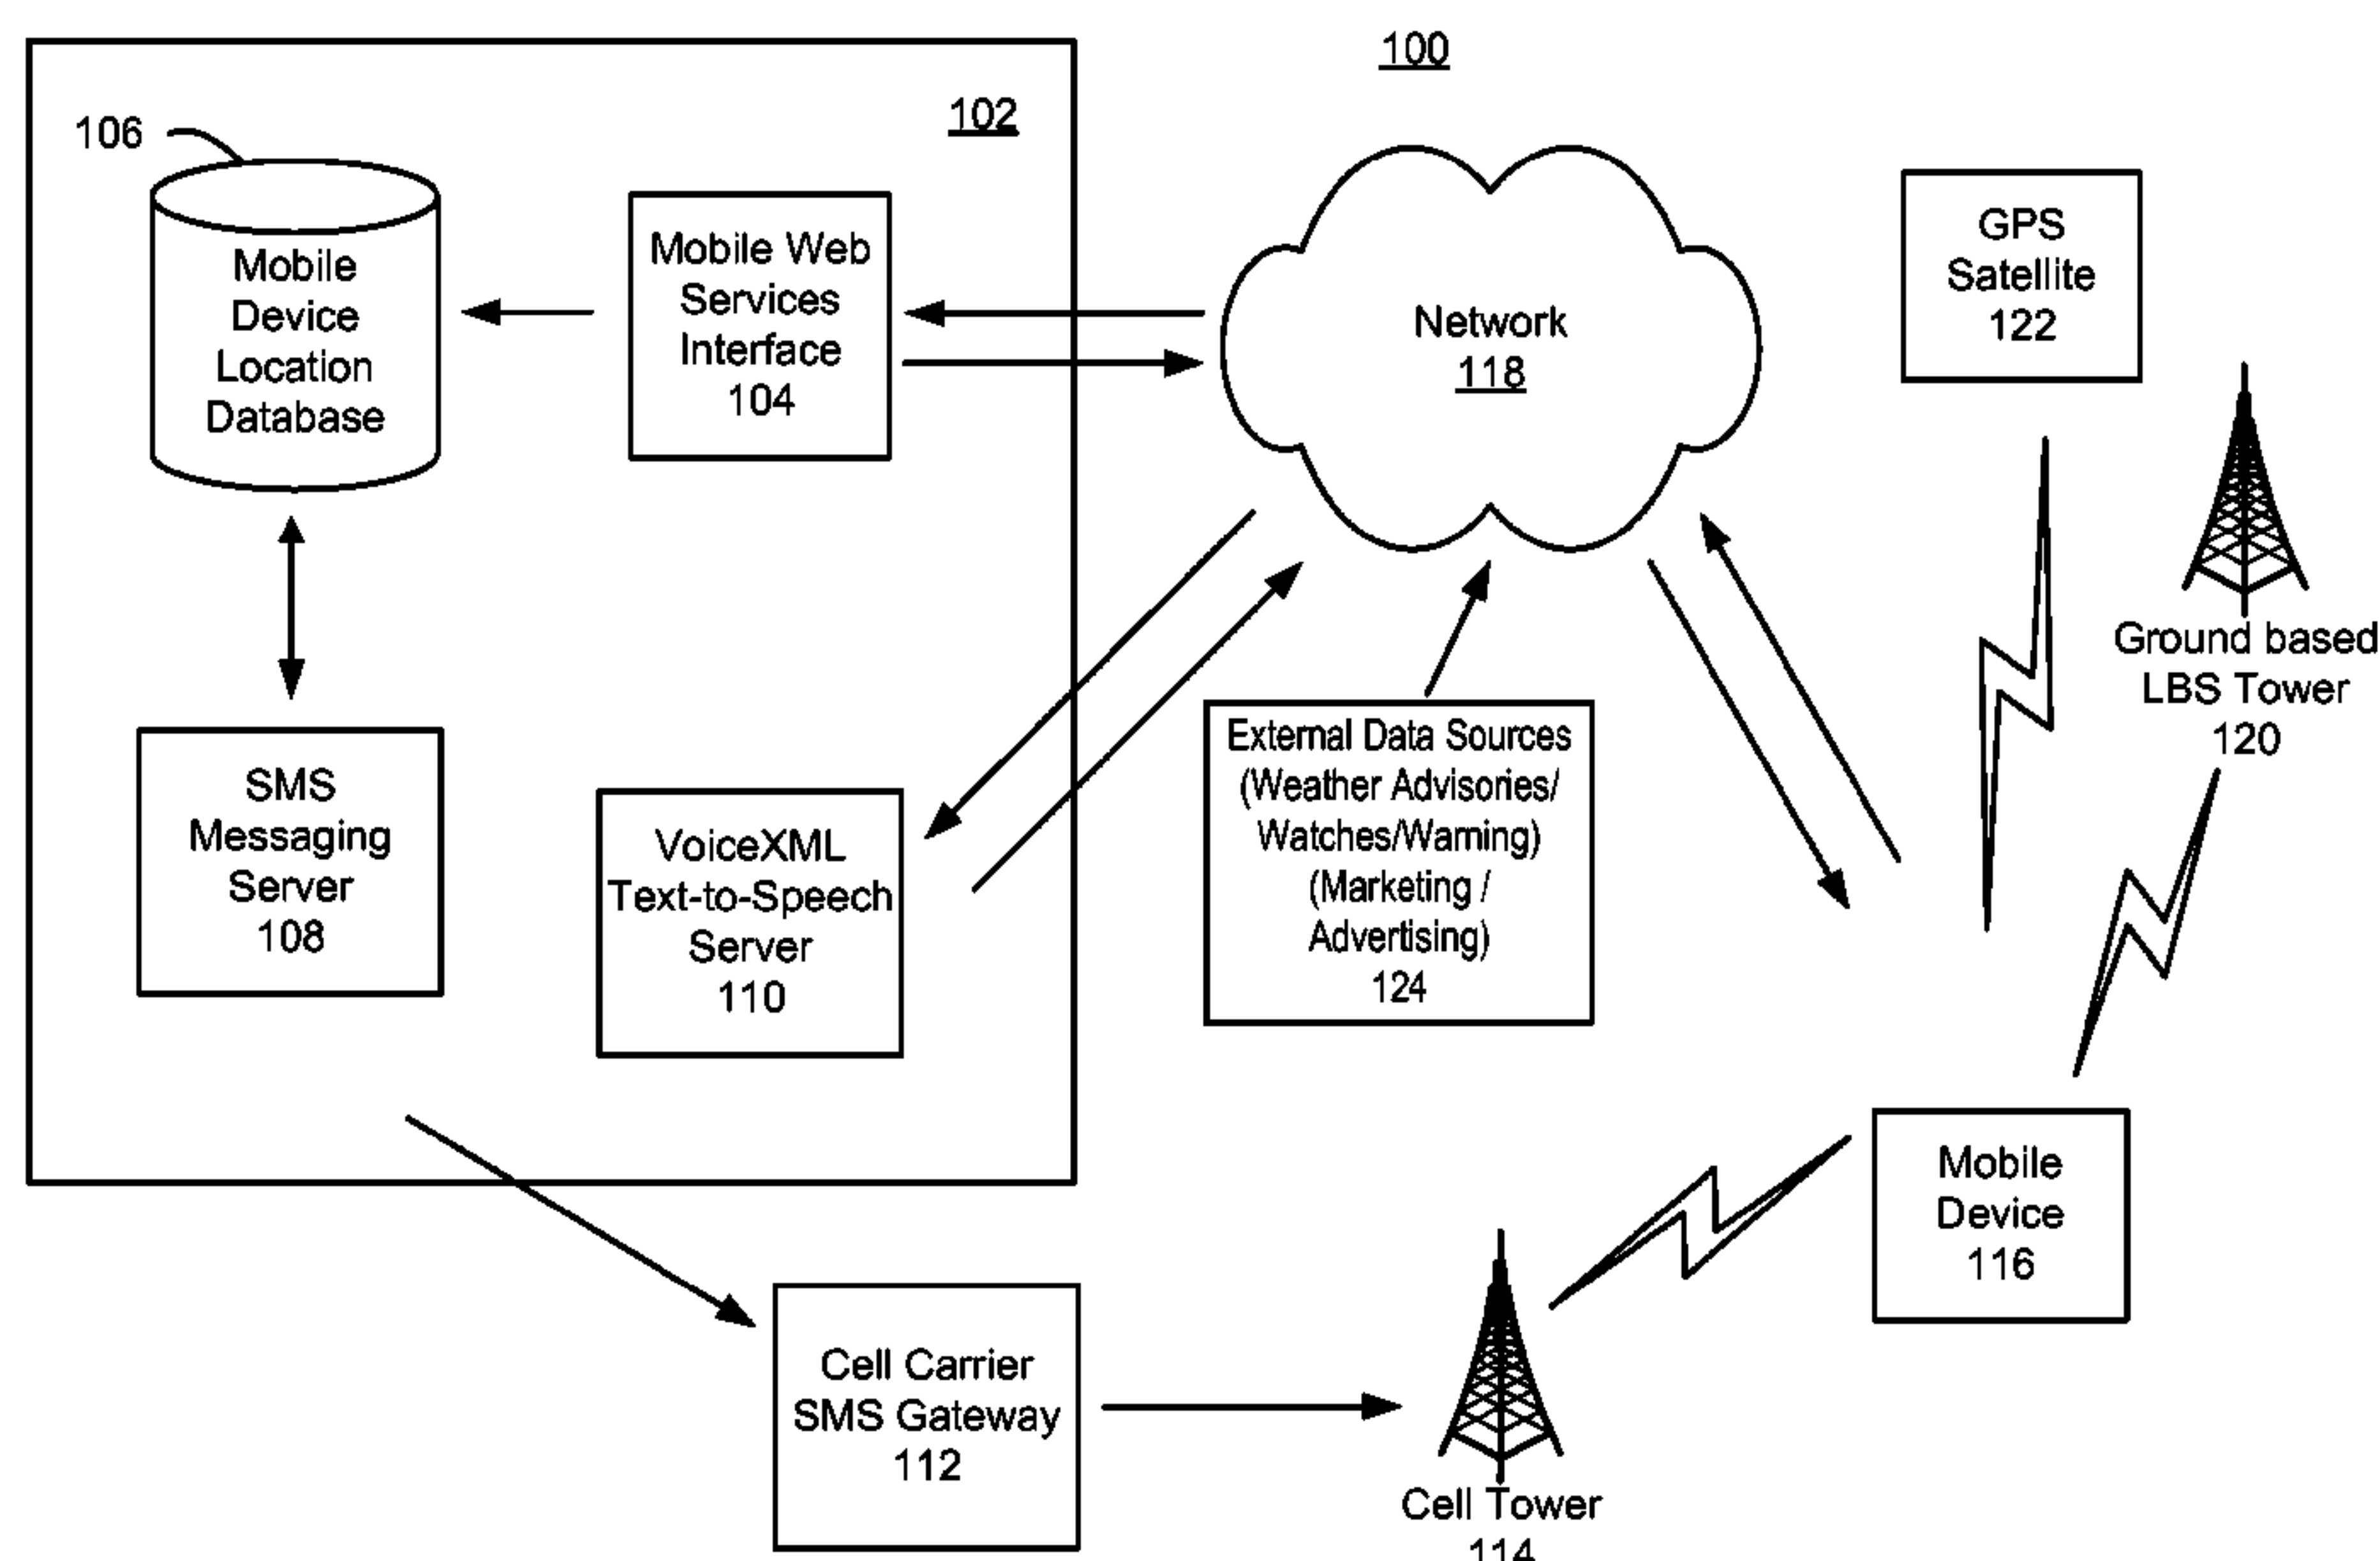 100
102
106
Mobile
Device
Location
Database
Mobile Web
Services
Interface
104
Network
118
GPS
Satellite
122
Ground based
LBS Tower
120
SMS
Messaging
Server
108
VoiceXML
Text-to-Speech
Server
110
External Data Sources
(Weather Advisories/
Watches/Warning)
(Marketing /
Advertising)
124
Mobile
Device
116
Cell Carrier
SMS Gateway
112
Cell Tower
114